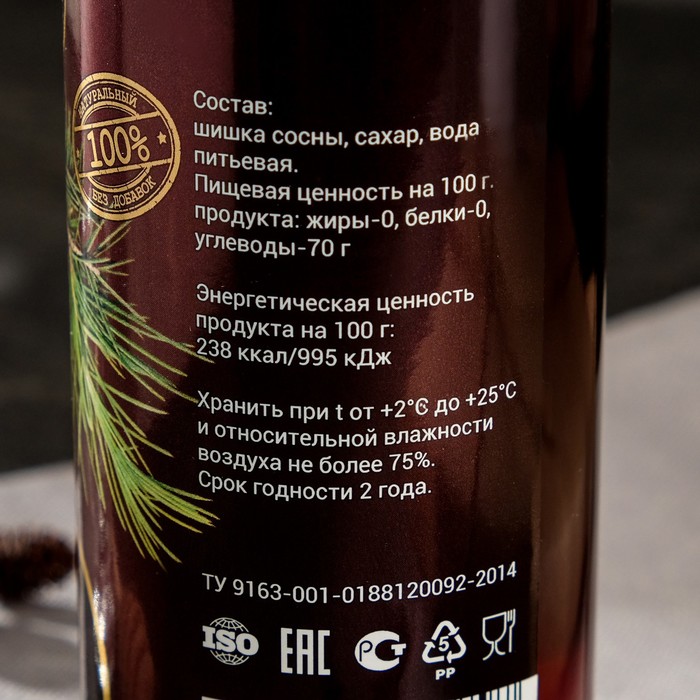 НАТУРАЛЬНЫЙ
100%
БЕЗ ДОБАВОК
Состав:
шишка сосны, сахар, вода
питьевая.
Пищевая ценность на 100 г.
продукта: жиры-0, белки-0,
углеводы-70 г
Энергетическая ценность
продукта на 100 г:
238 ккал/995 кДж
Хранить при t от +2°C до +25°C
и относительной влажности
воздуха не более 75%.
Срок годности 2 года.
ТУ 9163-001-0188120092-2014
ISO EAC РСТ 5
PP